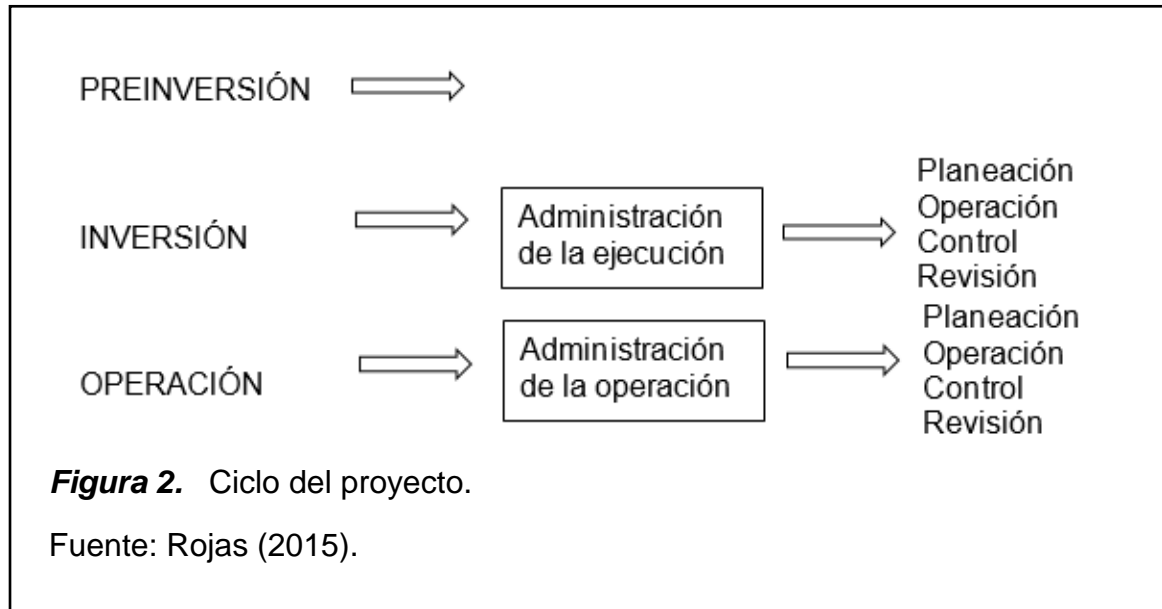 PREINVERSIÓN
INVERSIÓN
Administración
de la ejecución
Planeación
Operación
Control
Revisión
OPERACIÓN
Administración
de la operación
Planeación
Operación
Control
Revisión
Figura 2. Ciclo del proyecto.
Fuente: Rojas (2015).